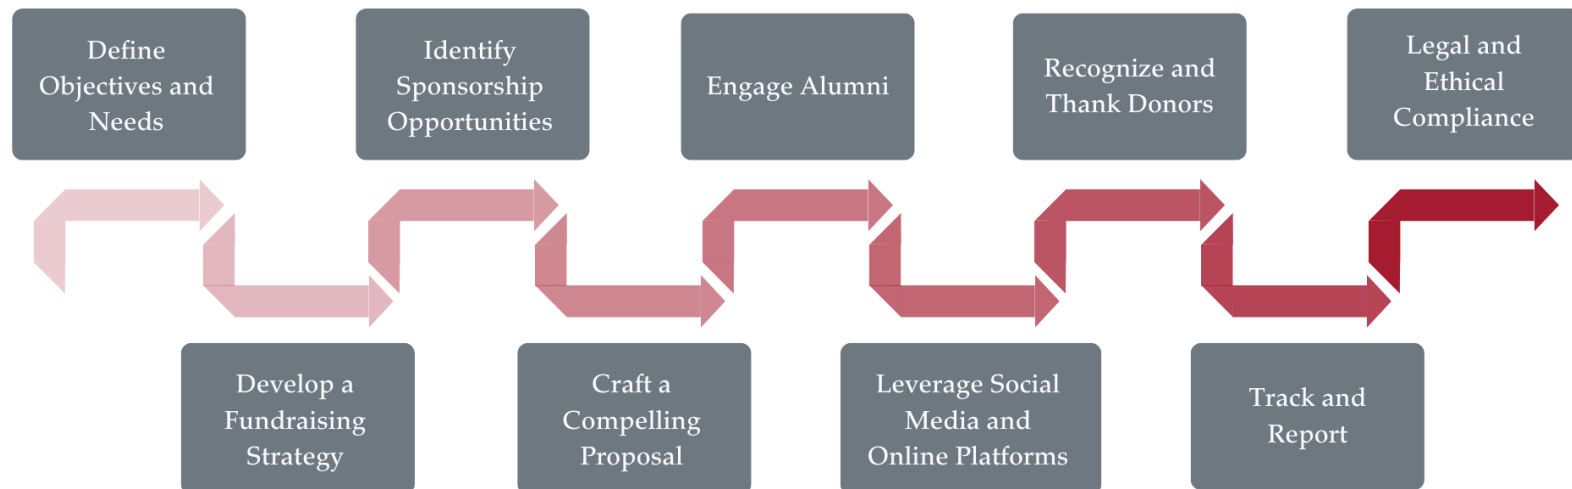 Define
Objectives and
Needs
Develop a
Fundraising
Strategy
Identify
Sponsorship
Opportunities
Craft a
Compelling
Proposal
Engage Alumni
Leverage Social
Media and
Online Platforms
Recognize and
Thank Donors
Track and
Report
Legal and
Ethical
Compliance